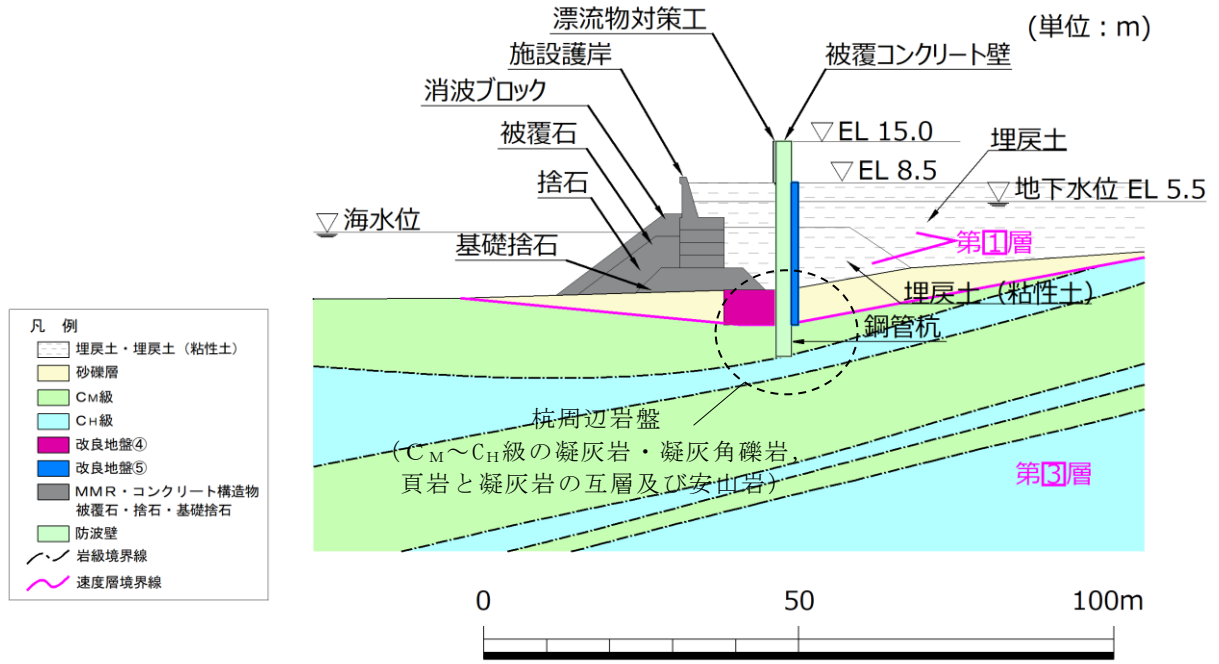 漂流物対策工
(単位：m)
施設護岸
被覆コンクリート壁
消波ブロック
被覆石
▽ EL 15.0
埋戻土
捨石
▽ EL 8.5
▽ 地下水位 EL 5.5
▽ 海水位
基礎捨石
第1層
埋戻土（粘性土）
鋼管杭
凡 例
埋戻土・埋戻土（粘性土）
砂礫層
CM級
CH級
改良地盤④
改良地盤⑤
MMR・コンクリート構造物
被覆石・捨石・基礎捨石
防波壁
岩級境界線
速度層境界線
杭周辺岩盤
（CM～CH級の凝灰岩・凝灰角礫岩，
頁岩と凝灰岩の互層及び安山岩）
第3層
0 50 100m